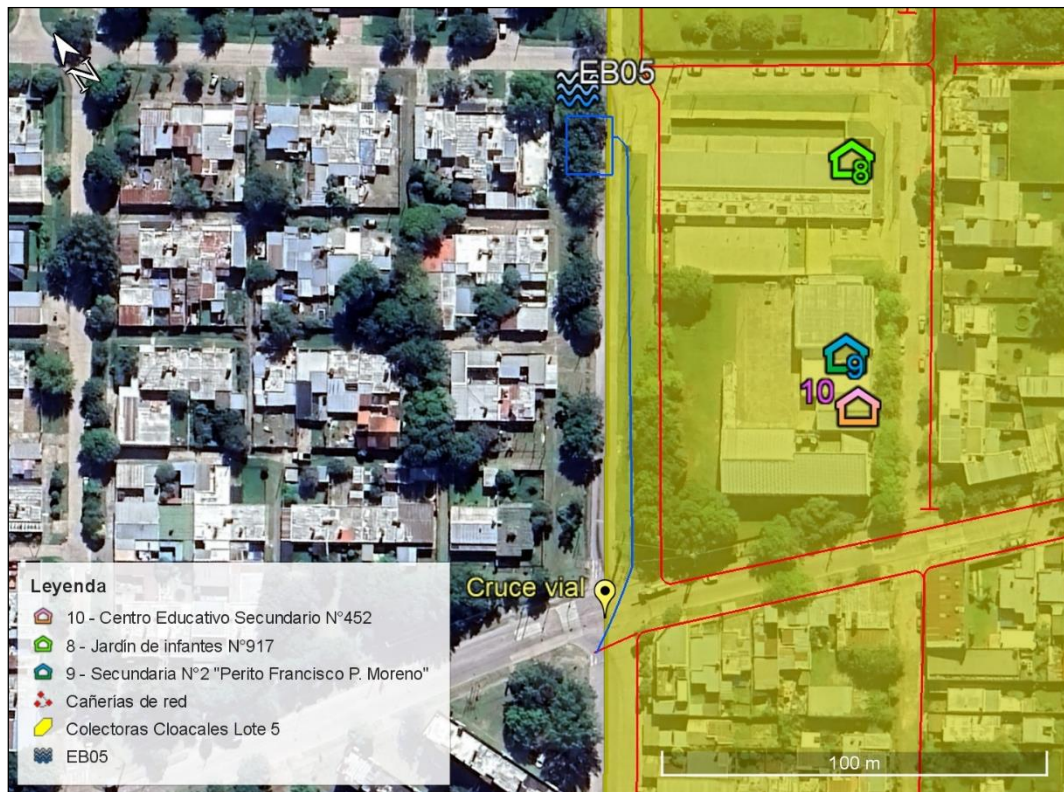 N
EB05
8
9
10
Cruce vial
Leyenda
10 - Centro Educativo Secundario N°452
8 - Jardín de infantes N°917
9 - Secundaria N°2 "Perito Francisco P. Moreno"
Cañerías de red
Colectoras Cloacales Lote 5
EB05
100 m